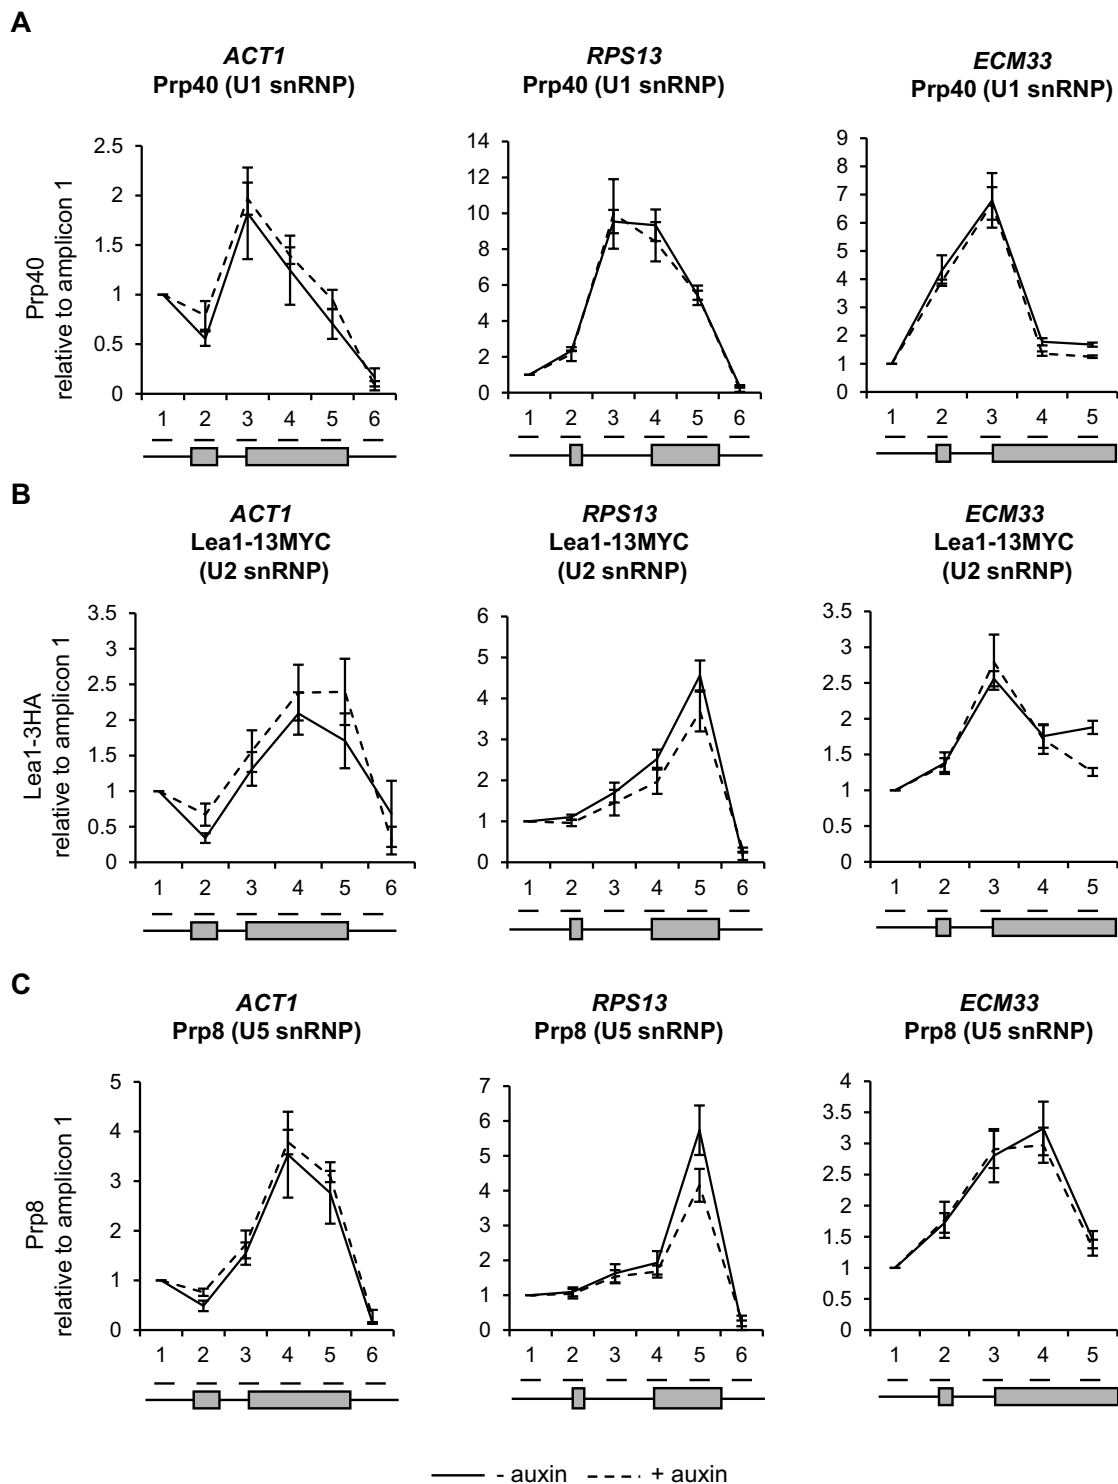 A
ACT1
Prp40 (U1 snRNP)
RPS13
Prp40 (U1 snRNP)
ECM33
Prp40 (U1 snRNP)
Prp40
relative to amplicon 1
2.5
2
1.5
1
0.5
0
1 2 3 4 5 6
14
12
10
8
6
4
2
0
1 2 3 4 5 6
9
8
7
6
5
4
3
2
1
0
1 2 3 4 5
B
ACT1
Lea1-13MYC
(U2 snRNP)
RPS13
Lea1-13MYC
(U2 snRNP)
ECM33
Lea1-13MYC
(U2 snRNP)
Lea1-3HA
relative to amplicon 1
3.5
3
2.5
2
1.5
1
0.5
0
1 2 3 4 5 6
6
5
4
3
2
1
0
1 2 3 4 5 6
3.5
3
2.5
2
1.5
1
0.5
0
1 2 3 4 5
C
ACT1
Prp8 (U5 snRNP)
RPS13
Prp8 (U5 snRNP)
ECM33
Prp8 (U5 snRNP)
Prp8
relative to amplicon 1
5
4
3
2
1
0
1 2 3 4 5 6
7
6
5
4
3
2
1
0
1 2 3 4 5 6
4
3.5
3
2.5
2
1.5
1
0.5
0
1 2 3 4 5
- auxin + auxin